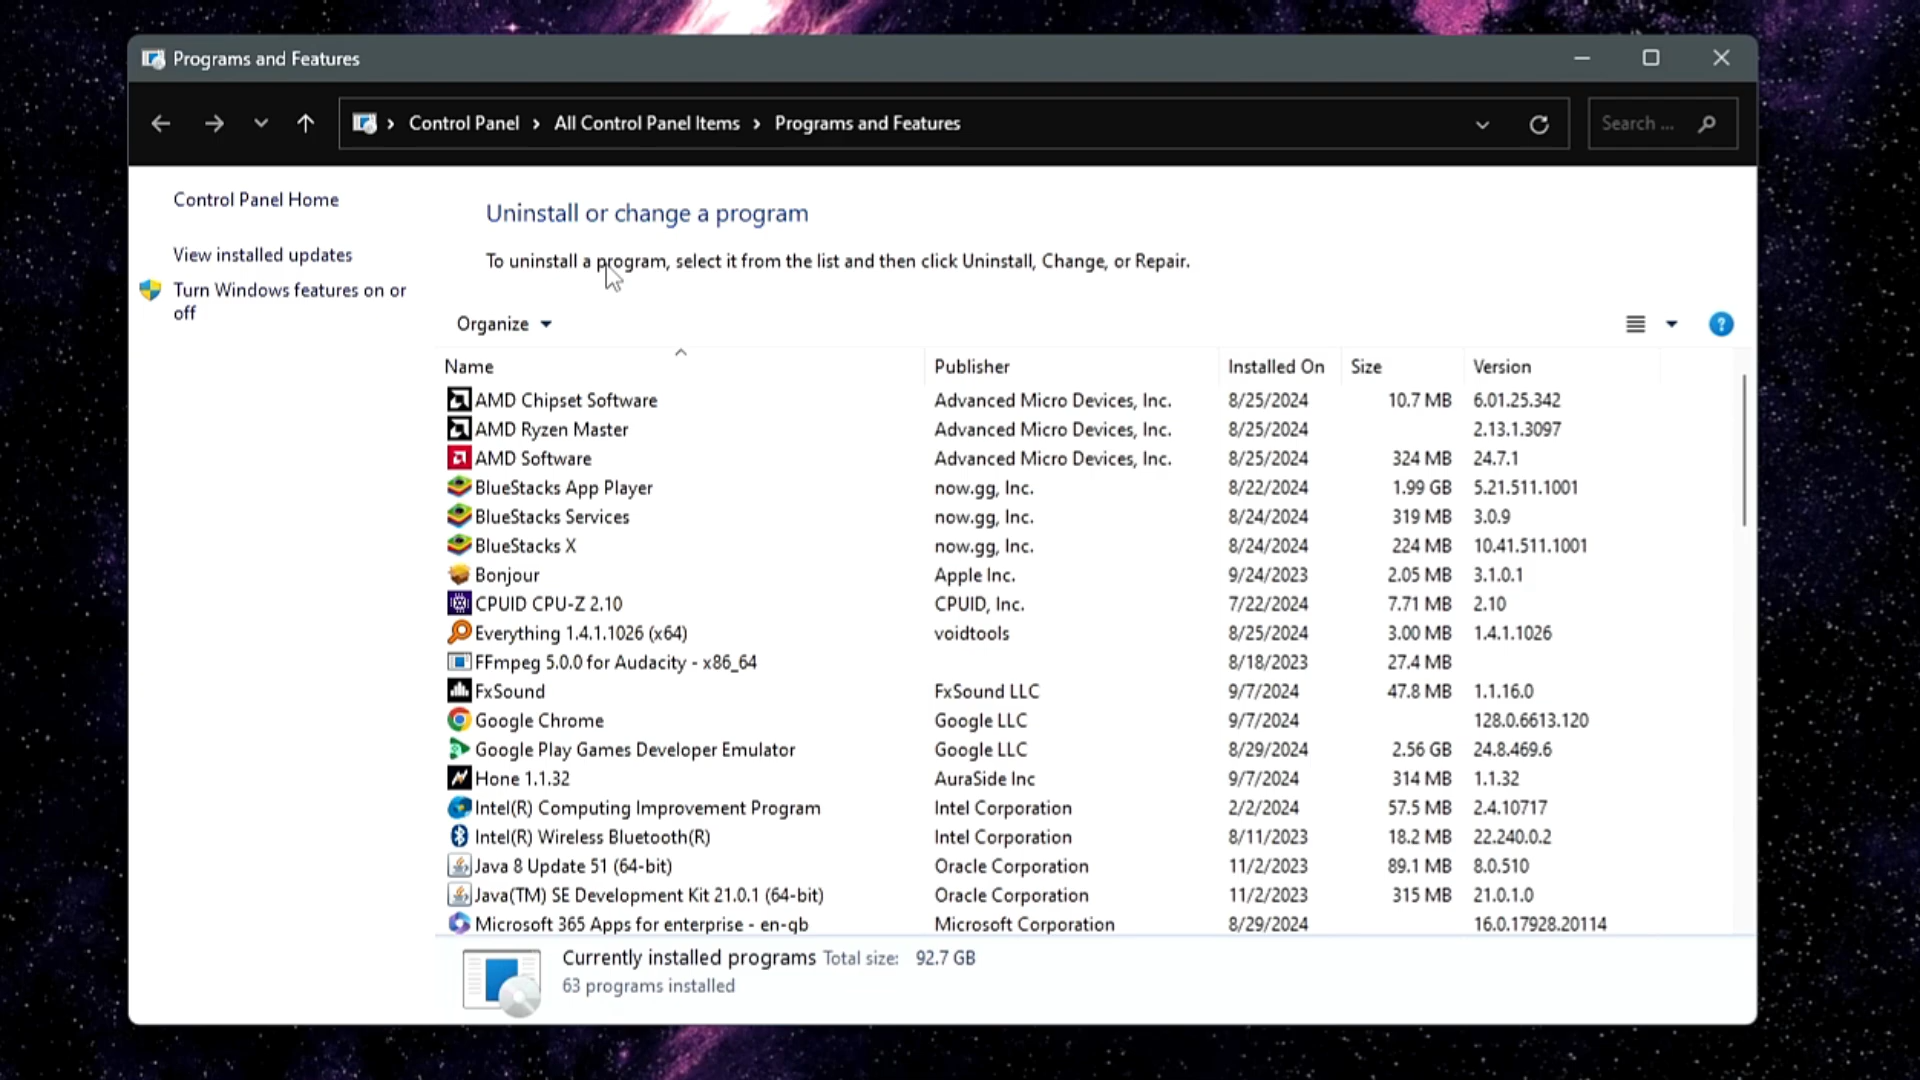 Programs and Features
Control Panel > All Control Panel Items > Programs and Features
Search ...
Control Panel Home
View installed updates
Turn Windows features on or
off
Uninstall or change a program
To uninstall a program, select it from the list and then click Uninstall, Change, or Repair.
Organize
?
Name Publisher Installed On Size Version
AMD Chipset Software Advanced Micro Devices, Inc. 8/25/2024 10.7 MB 6.01.25.342
AMD Ryzen Master Advanced Micro Devices, Inc. 8/25/2024 2.13.1.3097
AMD Software Advanced Micro Devices, Inc. 8/25/2024 324 MB 24.7.1
BlueStacks App Player now.gg, Inc. 8/22/2024 1.99 GB 5.21.511.1001
BlueStacks Services now.gg, Inc. 8/24/2024 319 MB 3.0.9
BlueStacks X now.gg, Inc. 8/24/2024 224 MB 10.41.511.1001
Bonjour Apple Inc. 9/24/2023 2.05 MB 3.1.0.1
CPUID CPU-Z 2.10 CPUID, Inc. 7/22/2024 7.71 MB 2.10
Everything 1.4.1.1026 (x64) voidtools 8/25/2024 3.00 MB 1.4.1.1026
FFmpeg 5.0.0 for Audacity - x86_64 8/18/2023 27.4 MB
FxSound FxSound LLC 9/7/2024 47.8 MB 1.1.16.0
Google Chrome Google LLC 9/7/2024 128.0.6613.120
Google Play Games Developer Emulator Google LLC 8/29/2024 2.56 GB 24.8.469.6
Hone 1.1.32 AuraSide Inc 9/7/2024 314 MB 1.1.32
Intel(R) Computing Improvement Program Intel Corporation 2/2/2024 57.5 MB 2.4.10717
Intel(R) Wireless Bluetooth(R) Intel Corporation 8/11/2023 18.2 MB 22.240.0.2
Java 8 Update 51 (64-bit) Oracle Corporation 11/2/2023 89.1 MB 8.0.510
Java(TM) SE Development Kit 21.0.1 (64-bit) Oracle Corporation 11/2/2023 315 MB 21.0.1.0
Microsoft 365 Apps for enterprise - en-gb Microsoft Corporation 8/29/2024 16.0.17928.20114
Currently installed programs Total size: 92.7 GB
63 programs installed